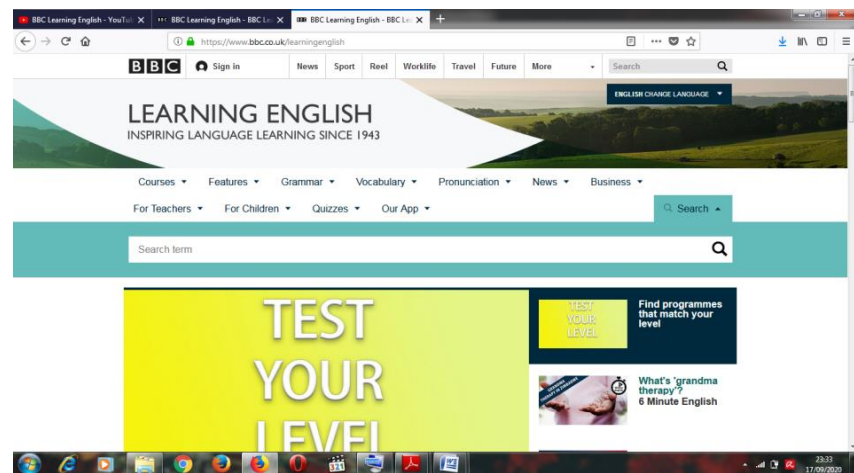 BBC Learning English - YouTu
BBC Learning English - BBC Le
BBC Learning English - BBC Le
https://www.bbc.co.uk/learningenglish
BBC Sign in News Sport Reel Worklife Travel Future More Search
ENGLISH CHANGE LANGUAGE
LEARNING ENGLISH
INSPIRING LANGUAGE LEARNING SINCE 1943
Courses Features Grammar Vocabulary Pronunciation News Business
For Teachers For Children Quizzes Our App Search
Search term
TEST
YOUR
LEVEL
TEST
YOUR
LEVEL
Find programmes
that match your
level
What's 'grandma
therapy'?
6 Minute English
23:33
17/09/2020